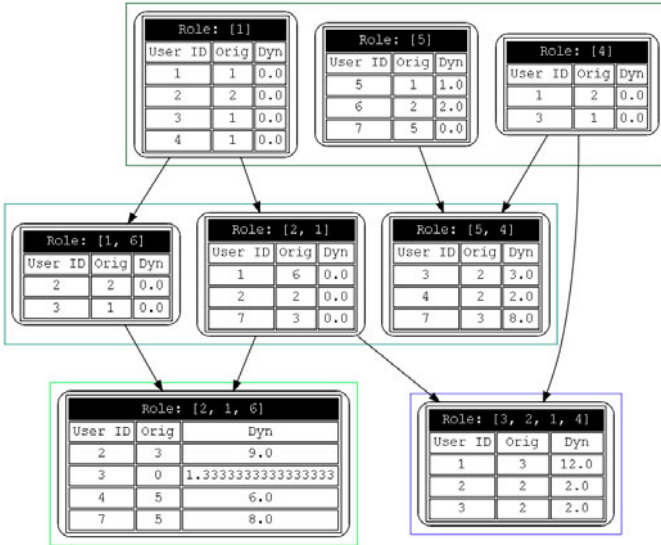 Role: [1]
User ID Orig Dyn
1 1 0.0
2 2 0.0
3 1 0.0
4 1 0.0
Role: [5]
User ID Orig Dyn
5 1 1.0
6 2 2.0
7 5 0.0
Role: [4]
User ID Orig Dyn
1 2 0.0
3 1 0.0
Role: [1, 6]
User ID Orig Dyn
2 2 0.0
3 1 0.0
Role: [2, 1]
User ID Orig Dyn
1 6 0.0
2 2 0.0
7 3 0.0
Role: [5, 4]
User ID Orig Dyn
3 2 3.0
4 2 2.0
7 3 8.0
Role: [2, 1, 6]
User ID Orig Dyn
2 3 9.0
3 0 1.3333333333333333
4 5 6.0
7 5 8.0
Role: [3, 2, 1, 4]
User ID Orig Dyn
1 3 12.0
2 2 2.0
3 2 2.0